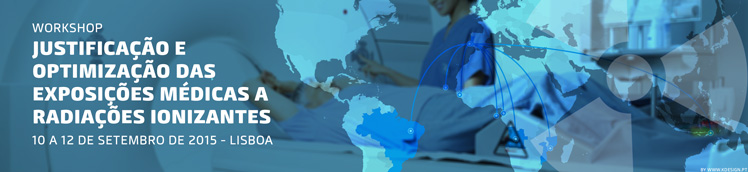 WORKSHOP
JUSTIFICAÇÃO E
OPTIMIZAÇÃO DAS
EXPOSIÇÕES MÉDICAS A
RADIAÇÕES IONIZANTES
10 A 12 DE SETEMBRO DE 2015 - LISBOA
BY WWW.XDESIGN.PT